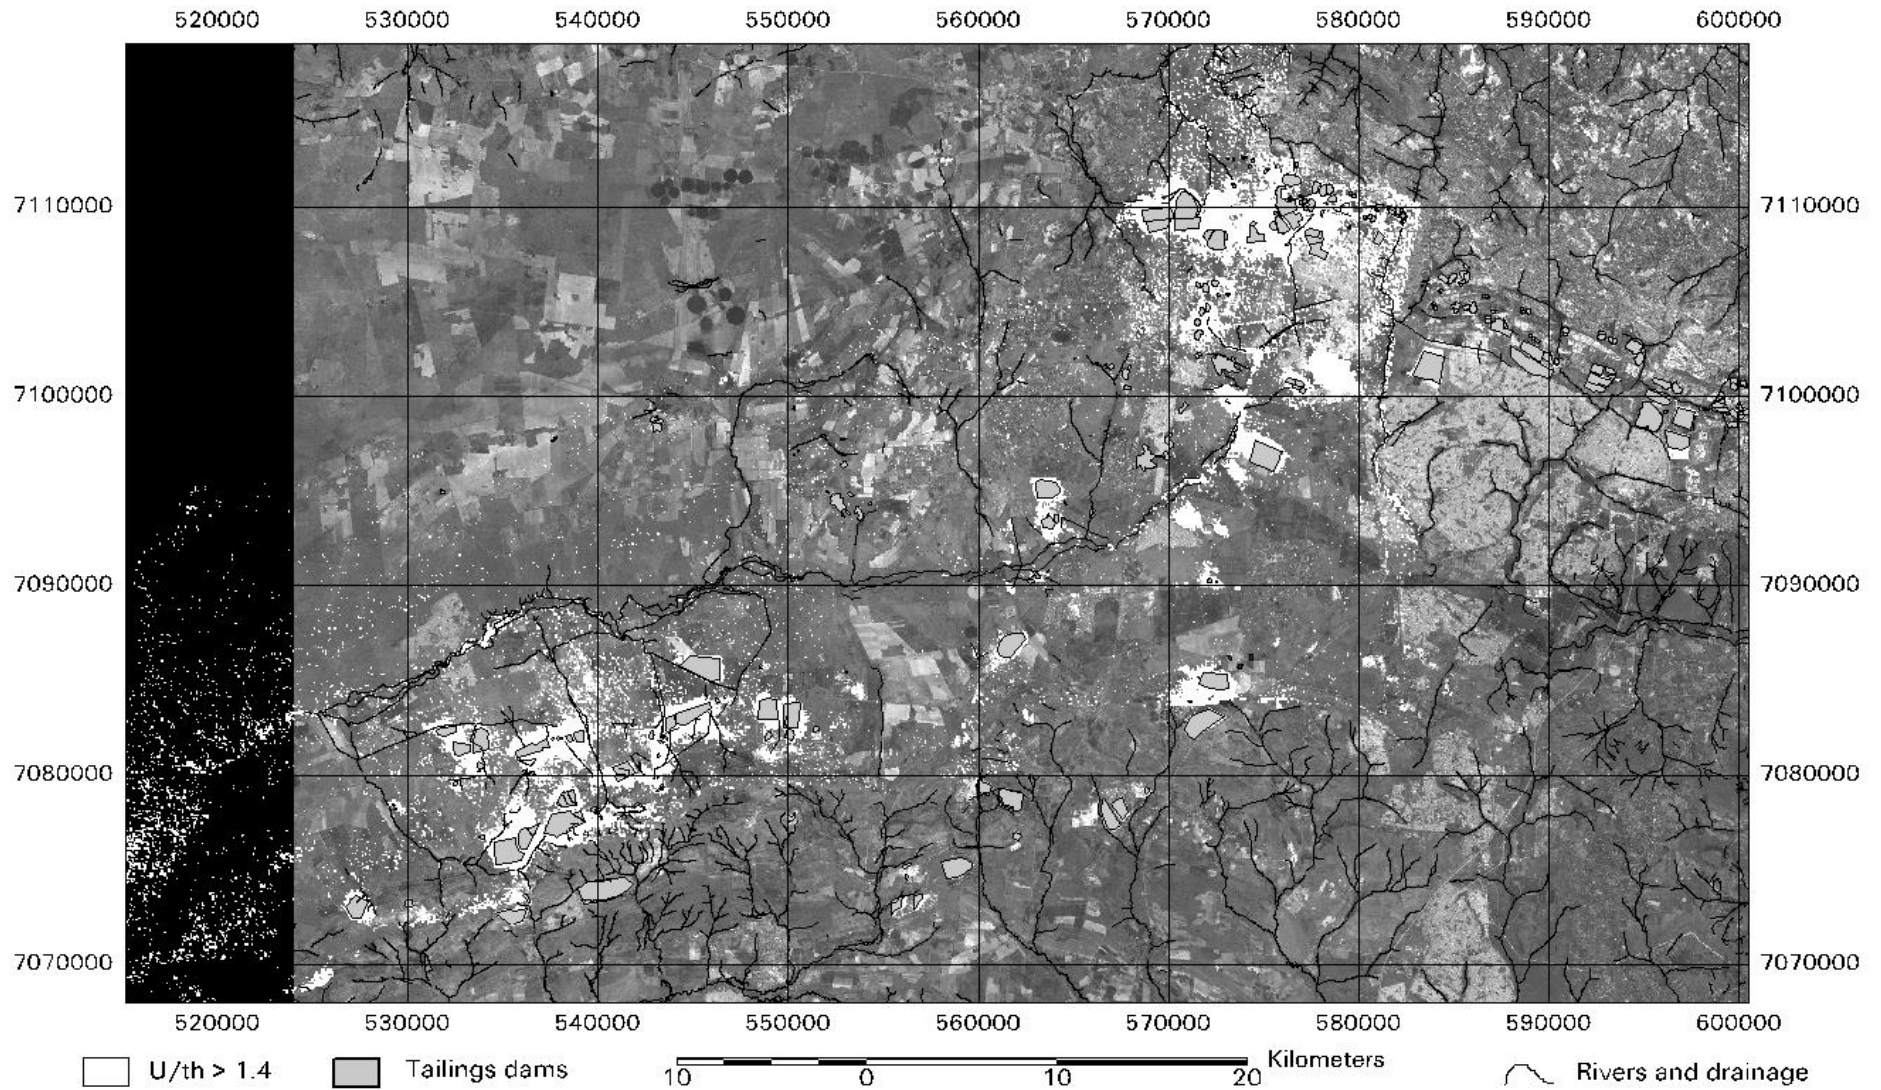 520000 530000 540000 550000 560000 570000 580000 590000 600000
7110000 7110000
7100000 7100000
7090000 7090000
7080000 7080000
7070000 7070000
520000 530000 540000 550000 560000 570000 580000 590000 600000
U/th > 1.4 Tailings dams 10 0 10 20 Kilometers Rivers and drainage